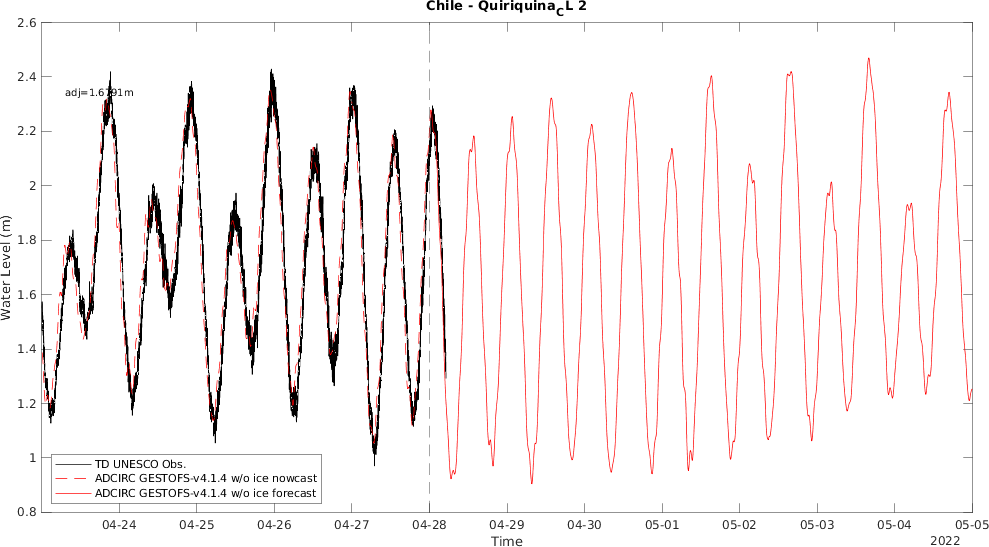 Chile - Quiriquina_CL 2
2.6
2.4
adj=1.6791m
2.2
2
1.8
1.6
1.4
1.2
1
0.8
Water Level (m)
TD UNESCO Obs.
ADCIRC GESTOFS-v4.1.4 w/o ice nowcast
ADCIRC GESTOFS-v4.1.4 w/o ice forecast
04-24 04-25 04-26 04-27 04-28 04-29 04-30 05-01 05-02 05-03 05-04 05-05
Time
2022